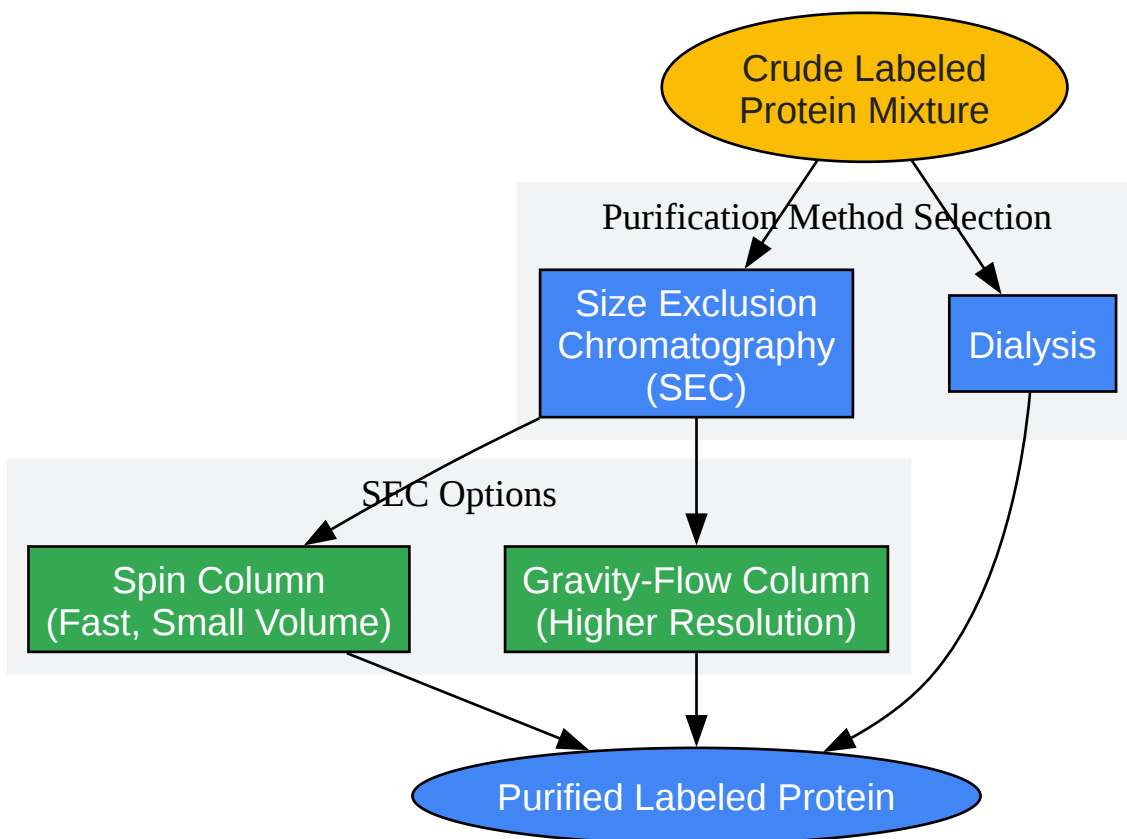 Crude Labeled
Protein Mixture
Purification Method Selection
Size Exclusion
Chromatography
(SEC)
Dialysis
SEC Options
Spin Column
(Fast, Small Volume)
Gravity-Flow Column
(Higher Resolution)
Purified Labeled Protein